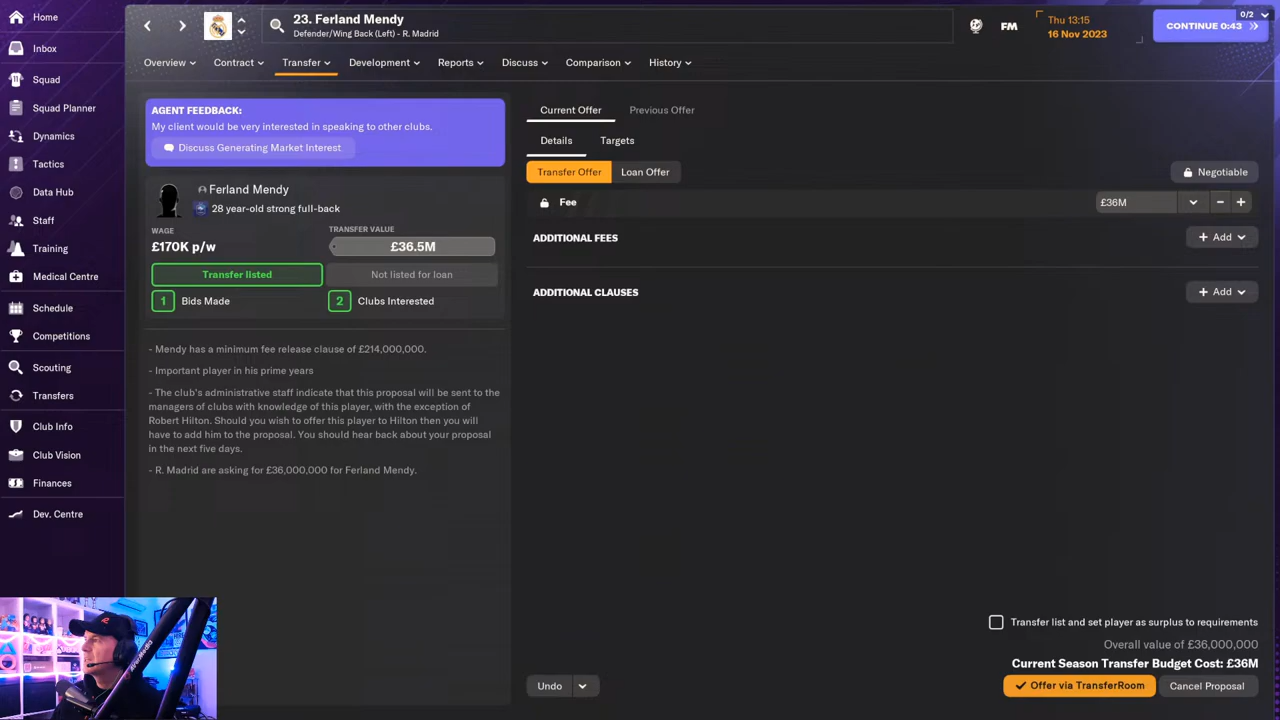 Home
Inbox
Squad
Squad Planner
Dynamics
Tactics
Data Hub
Staff
Training
Medical Centre
Schedule
Competitions
Scouting
Transfers
Club Info
Club Vision
Finances
Dev. Centre
23. Ferland Mendy
Defender/Wing Back (Left) - R. Madrid
FM
Thu 13:15
16 Nov 2023
0/2
CONTINUE 0:43
Overview
Contract
Transfer
Development
Reports
Discuss
Comparison
History
AGENT FEEDBACK:
My client would be very interested in speaking to other clubs.
Discuss Generating Market Interest
Ferland Mendy
28 year-old strong full-back
WAGE
£170K p/w
TRANSFER VALUE
£36.5M
Transfer listed
Not listed for loan
1 Bids Made
2 Clubs Interested
- Mendy has a minimum fee release clause of £214,000,000.
- Important player in his prime years
- The club's administrative staff indicate that this proposal will be sent to the
managers of clubs with knowledge of this player, with the exception of
Robert Hilton. Should you wish to offer this player to Hilton then you will
have to add him to the proposal. You should hear back about your proposal
in the next five days.
- R. Madrid are asking for £36,000,000 for Ferland Mendy.
Current Offer
Previous Offer
Details
Targets
Transfer Offer
Loan Offer
Negotiable
Fee
£36M
ADDITIONAL FEES
+ Add
ADDITIONAL CLAUSES
+ Add
Transfer list and set player as surplus to requirements
Overall value of £36,000,000
Current Season Transfer Budget Cost: £36M
Undo
Offer via TransferRoom
Cancel Proposal